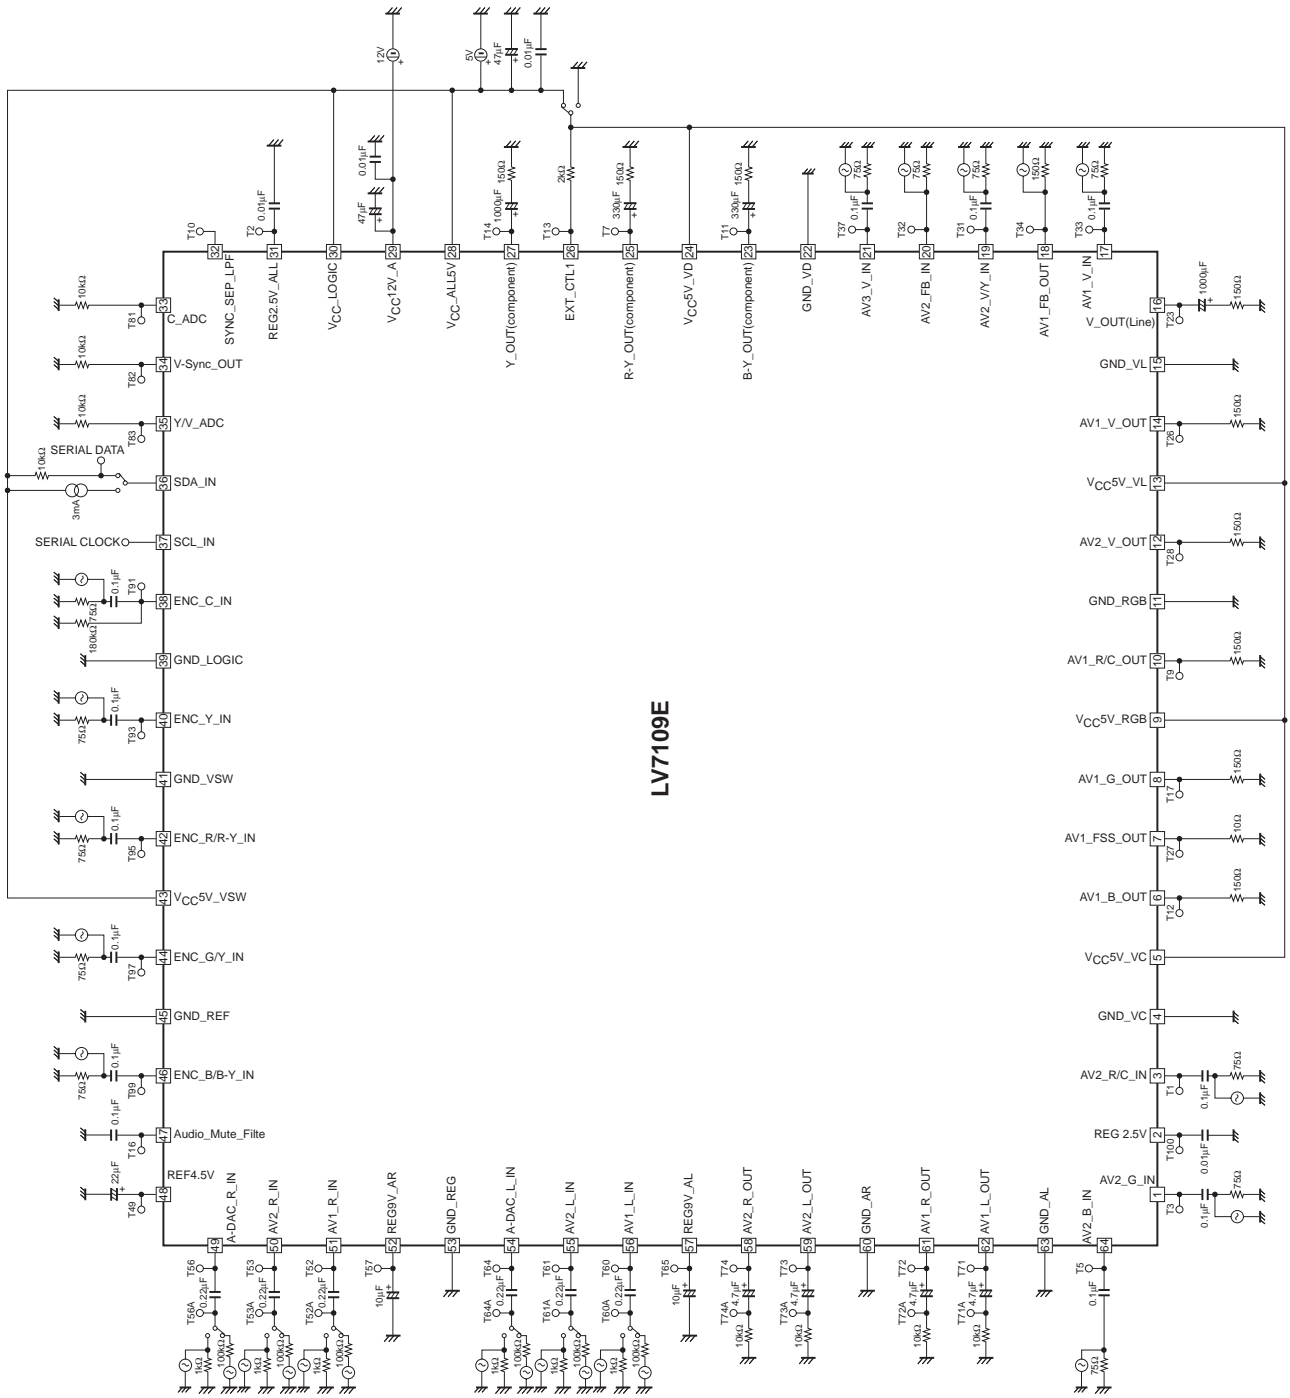 12V
5V
47µF
0.01µF
0.01µF
47µF
0.01µF
T10
T2
1000µF
150Ω
T14
2kΩ
T13
330µF
150Ω
T7
330µF
150Ω
T11
75Ω
0.1µF
T37
75Ω
T32
75Ω
0.1µF
T31
150Ω
T34
75Ω
0.1µF
T33
32
SYNC_SEP_LPF
31
REG2.5V_ALL
30
VCC_LOGIC
29
VCC12V_A
28
VCC_ALL5V
27
Y_OUT(component)
26
EXT_CTL1
25
R-Y_OUT(component)
24
VCC5V_VD
23
B-Y_OUT(component)
22
GND_VD
21
AV3_V_IN
20
AV2_FB_IN
19
AV2_V/Y_IN
18
AV1_FB_OUT
17
AV1_V_IN
10kΩ
T81
33
C_ADC
10kΩ
T82
34
V-Sync_OUT
10kΩ
T83
35
Y/V_ADC
SERIAL DATA
10kΩ
3mA
36
SDA_IN
SERIAL CLOCK
37
SCL_IN
0.1µF
T91
75Ω
180kΩ
38
ENC_C_IN
39
GND_LOGIC
0.1µF
75Ω
T93
40
ENC_Y_IN
41
GND_VSW
0.1µF
75Ω
T95
42
ENC_R/R-Y_IN
43
VCC5V_VSW
0.1µF
75Ω
T97
44
ENC_G/Y_IN
45
GND_REF
0.1µF
75Ω
T99
46
ENC_B/B-Y_IN
0.1µF
T16
47
Audio_Mute_Filte
22µF
T49
48
REF4.5V
LV7109E
V_OUT(Line)
16
T23
1000µF
150Ω
GND_VL
15
AV1_V_OUT
14
T26
150Ω
VCC5V_VL
13
AV2_V_OUT
12
T28
150Ω
GND_RGB
11
AV1_R/C_OUT
10
T9
150Ω
VCC5V_RGB
9
AV1_G_OUT
8
T17
150Ω
AV1_FSS_OUT
7
T27
10Ω
AV1_B_OUT
6
T12
150Ω
VCC5V_VC
5
GND_VC
4
AV2_R/C_IN
3
T1
0.1µF
75Ω
REG 2.5V
2
T100
0.01µF
AV2_G_IN
1
T3
0.1µF
75Ω
A-DAC_R_IN
49
T56
0.22µF
T56A
1kΩ
100kΩ
AV2_R_IN
50
T53
0.22µF
T53A
1kΩ
100kΩ
AV1_R_IN
51
T52
0.22µF
T52A
1kΩ
100kΩ
REG9V_AR
52
T57
10µF
GND_REG
53
A-DAC_L_IN
54
T64
0.22µF
T64A
1kΩ
100kΩ
AV2_L_IN
55
T61
0.22µF
T61A
1kΩ
100kΩ
AV1_L_IN
56
T60
0.22µF
T60A
1kΩ
100kΩ
REG9V_AL
57
T65
10µF
AV2_R_OUT
58
T74
4.7µF
T74A
10kΩ
AV2_L_OUT
59
T73
4.7µF
T73A
10kΩ
GND_AR
60
AV1_R_OUT
61
T72
4.7µF
T72A
10kΩ
AV1_L_OUT
62
T71
4.7µF
T71A
10kΩ
GND_AL
63
AV2_B_IN
64
T5
0.1µF
75Ω